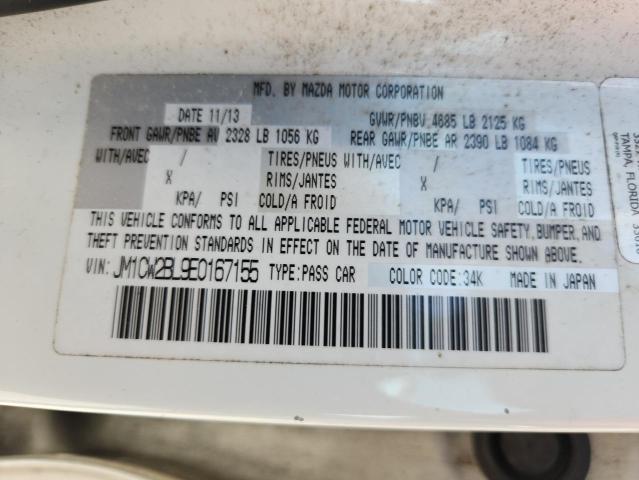 MFD. BY MAZDA MOTOR CORPORATION
DATE 11/13 GVWR/PNBV 4685 LB 2125 KG
FRONT GAWR/PNBE AV 2328 LB 1056 KG REAR GAWR/PNBE AR 2390 LB 1084 KG
WITH/AVEC / TIRES/PNEUS WITH/AVEC / TIRES/PNEUS
X RIMS/JANTES X RIMS/JANTES
KPA/ PSI COLD/A FROID KPA/ PSI COLD/A FROID
THIS VEHICLE CONFORMS TO ALL APPLICABLE FEDERAL MOTOR VEHICLE SAFETY, BUMPER, AND
THEFT PREVENTION STANDARDS IN EFFECT ON THE DATE OF MANUFACTURE SHOWN ABOVE.
VIN: JM1CW2BL9E0167155 TYPE:PASS CAR COLOR CODE:34K MADE IN JAPAN
TAMPA, FLORIDA